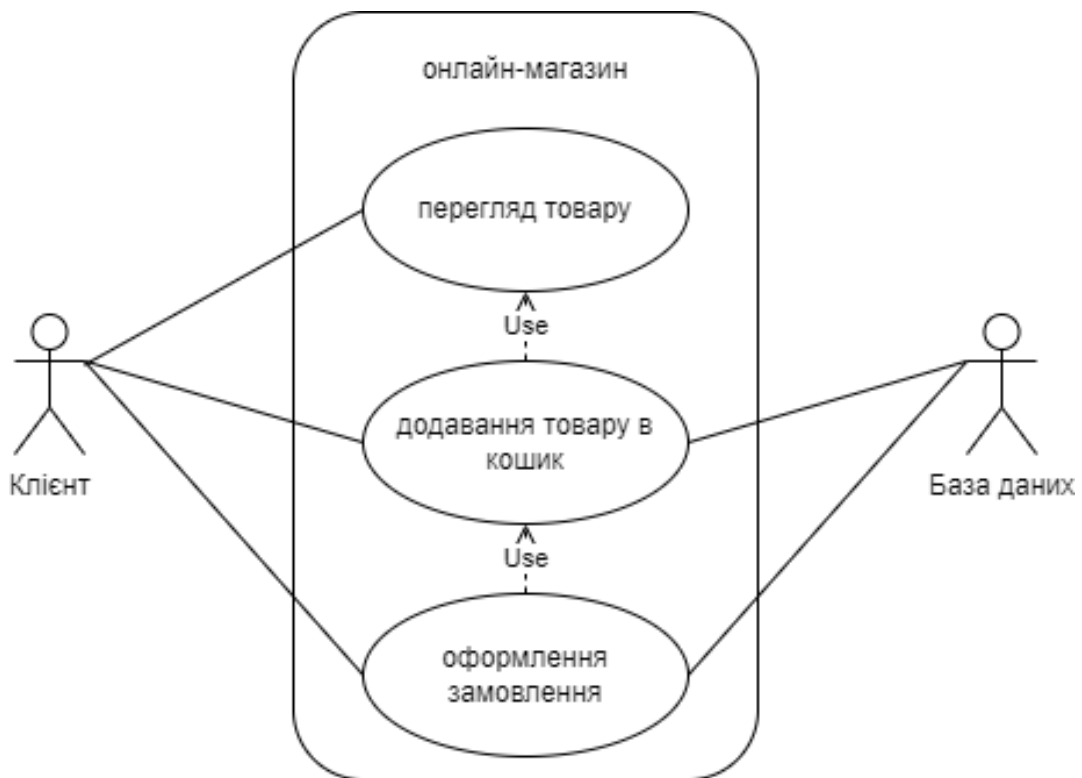 онлайн-магазин
перегляд товару
Use
додавання товару в
кошик
Клієнт
База даних
Use
оформлення
замовлення